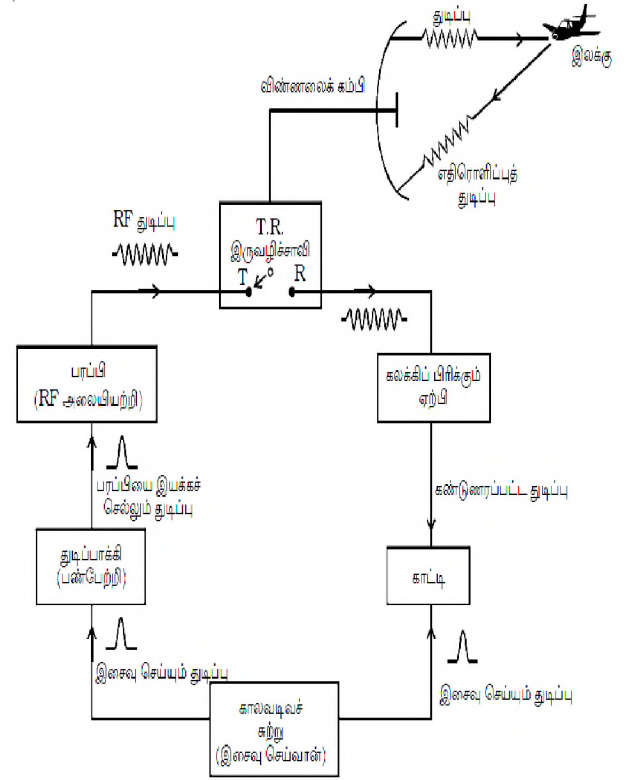 துடிப்பு
இலக்கு
விண்ணலைக் கம்பி
எதிரொளிப்புத்
துடிப்பு
RF துடிப்பு
T.R.
இருவழிச்சாவி
T
R
பரப்பி
(RF அலையியற்றி)
கலக்கிப் பிரிக்கும்
ஏற்பி
பரப்பியை இயக்கச்
செல்லும் துடிப்பு
கண்டுணரப்பட்ட துடிப்பு
துடிப்பாக்கி
(பண்பேற்றி)
காட்டி
இசைவு செய்யும் துடிப்பு
இசைவு செய்யும் துடிப்பு
காலவடிவச்
சுற்று
(இசைவு செய்வான்)